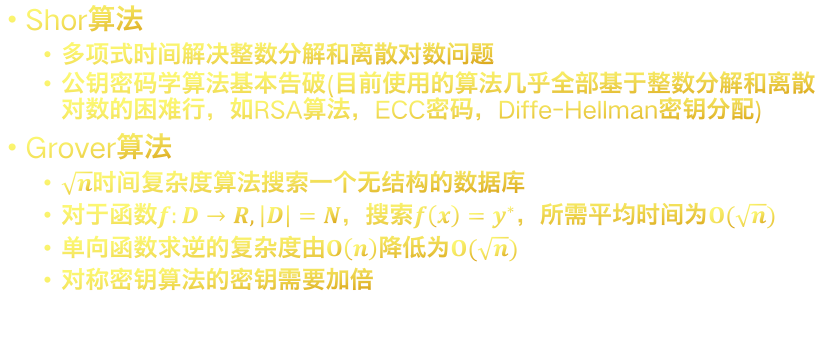 • Shor算法
• 多项式时间解决整数分解和离散对数问题
• 公钥密码学算法基本告破(目前使用的算法几乎全部基于整数分解和离散
对数的困难行，如RSA算法，ECC密码，Diffe-Hellman密钥分配)
• Grover算法
• √n时间复杂度算法搜索一个无结构的数据库
• 对于函数f: D → R, |D| = N，搜索f(x) = y*，所需平均时间为O(√n)
• 单向函数求逆的复杂度由O(n)降低为O(√n)
• 对称密钥算法的密钥需要加倍